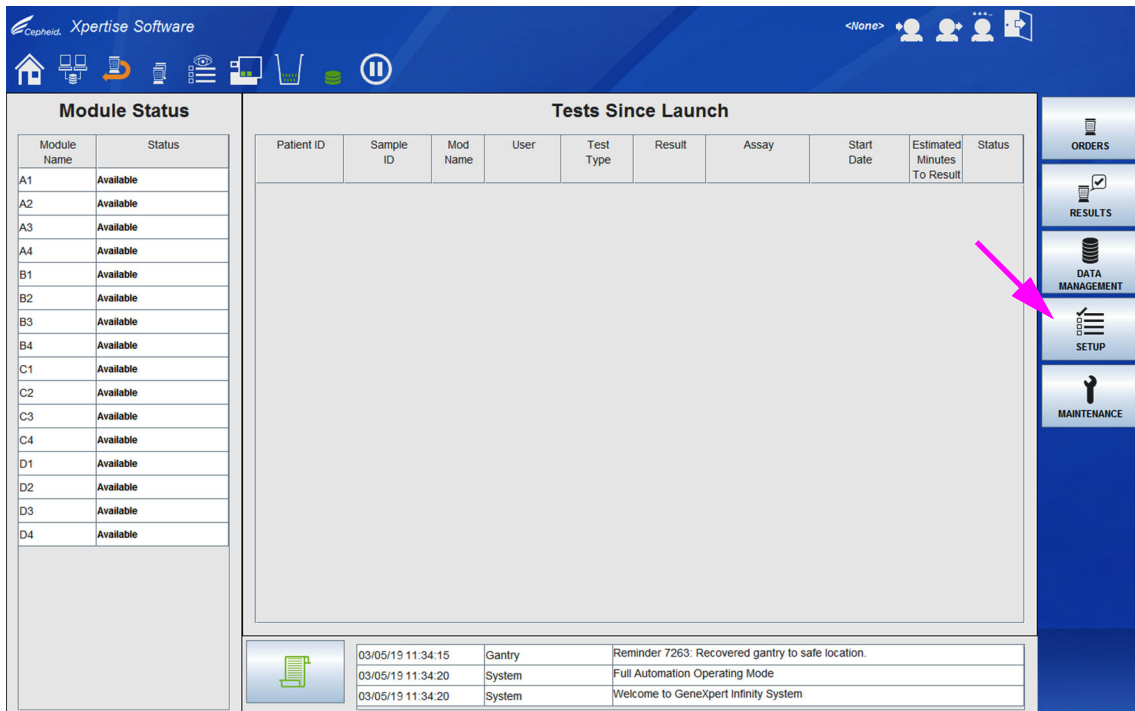 Cepheid. Xpertise Software
<None>
Module Status
Module Name Status
A1 Available
A2 Available
A3 Available
A4 Available
B1 Available
B2 Available
B3 Available
B4 Available
C1 Available
C2 Available
C3 Available
C4 Available
D1 Available
D2 Available
D3 Available
D4 Available
Tests Since Launch
Patient ID Sample ID Mod Name User Test Type Result Assay Start Date Estimated Minutes To Result Status
03/05/19 11:34:15 Gantry Reminder 7263: Recovered gantry to safe location.
03/05/19 11:34:20 System Full Automation Operating Mode
03/05/19 11:34:20 System Welcome to GeneXpert Infinity System
ORDERS
RESULTS
DATA
MANAGEMENT
SETUP
MAINTENANCE